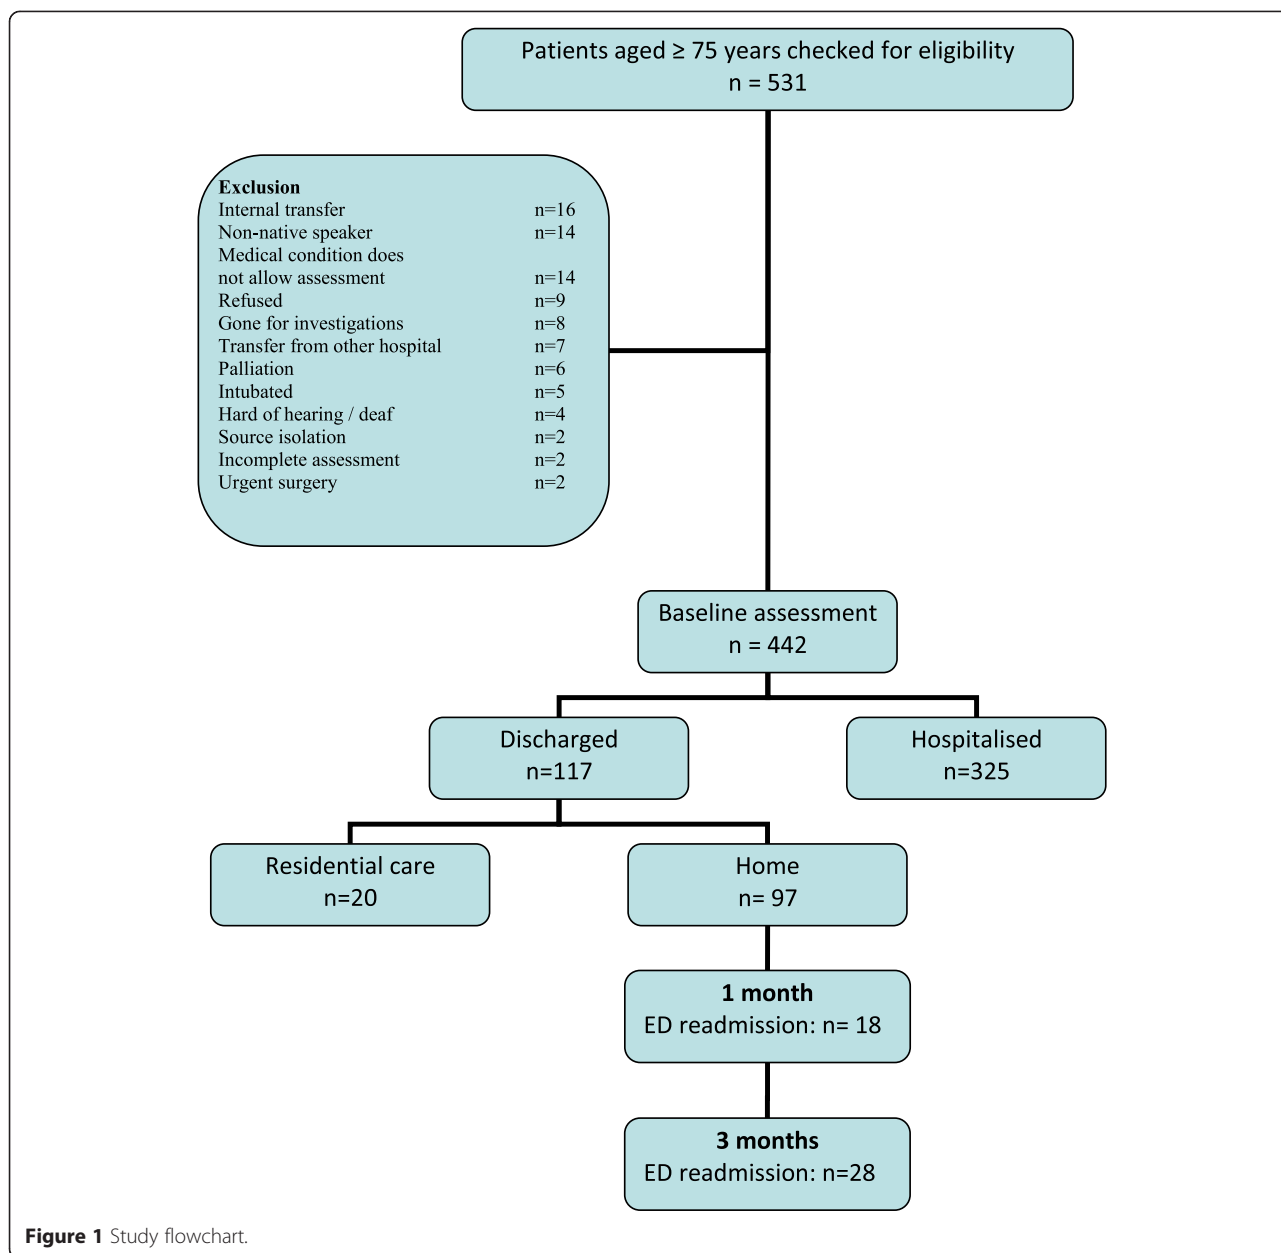 Patients aged ≥ 75 years checked for eligibility
n = 531
Exclusion
Internal transfer n=16
Non-native speaker n=14
Medical condition does
not allow assessment n=14
Refused n=9
Gone for investigations n=8
Transfer from other hospital n=7
Palliation n=6
Intubated n=5
Hard of hearing / deaf n=4
Source isolation n=2
Incomplete assessment n=2
Urgent surgery n=2
Baseline assessment
n = 442
Discharged
n=117
Hospitalised
n=325
Residential care
n=20
Home
n= 97
1 month
ED readmission: n= 18
3 months
ED readmission: n=28
Figure 1 Study flowchart.